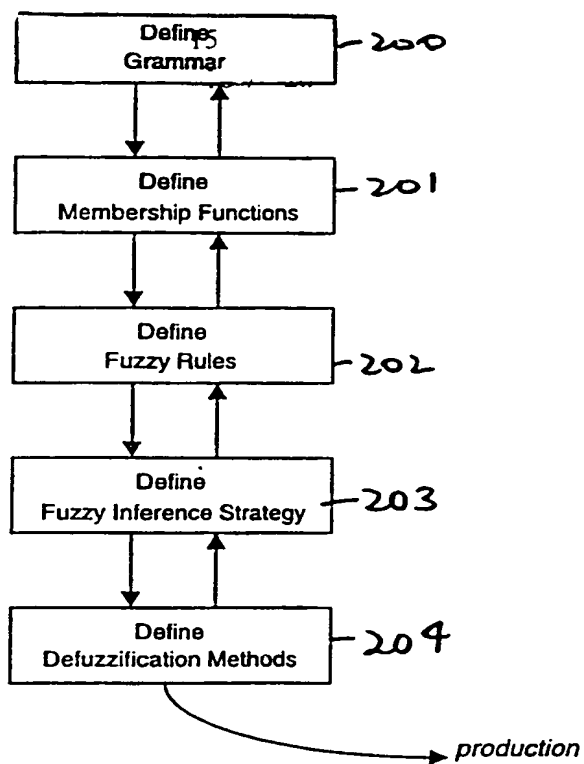 Define
Grammar
200
Define
Membership Functions
201
Define
Fuzzy Rules
202
Define
Fuzzy Inference Strategy
203
Define
Defuzzification Methods
204
production